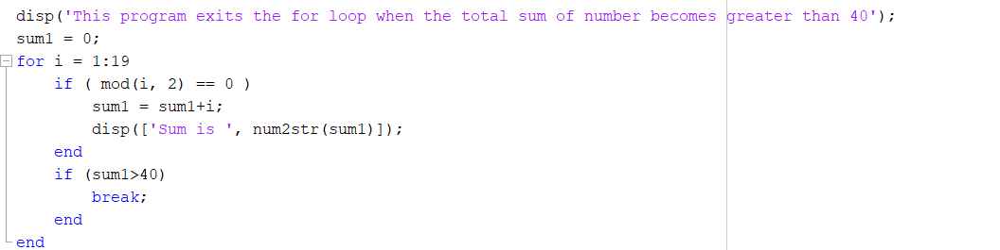 disp('This program exits the for loop when the total sum of number becomes greater than 40');
sum1 = 0;
for i = 1:19
    if ( mod(i, 2) == 0 )
        sum1 = sum1+i;
        disp(['Sum is ', num2str(sum1)]);
    end
    if (sum1>40)
        break;
    end
end